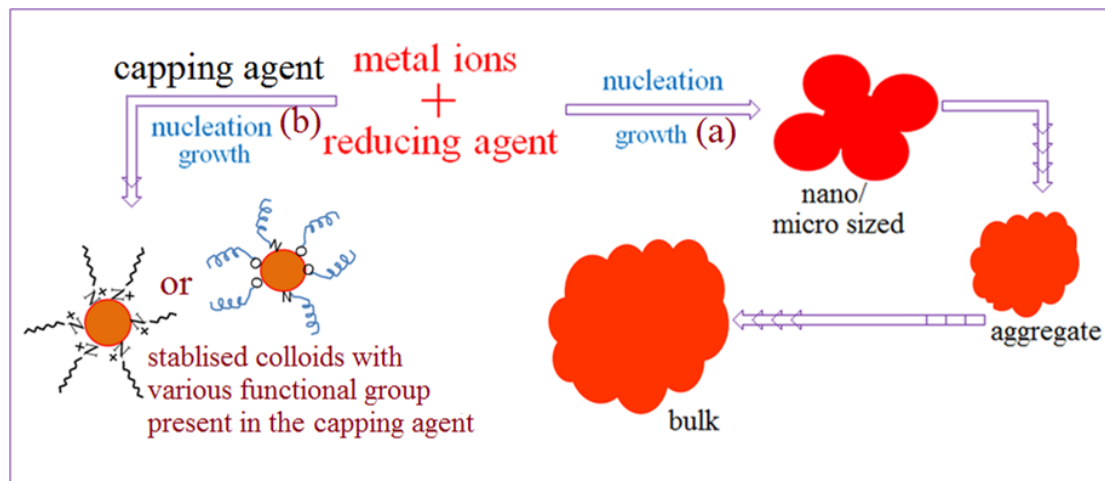 capping agent
nucleation (b)
growth
metal ions
+
reducing agent
nucleation
growth (a)
nano/
micro sized
aggregate
bulk
N
O
O
O
O
N
or
N+
N+
N+
N+
N+
N+
stablised colloids with
various functional group
present in the capping agent